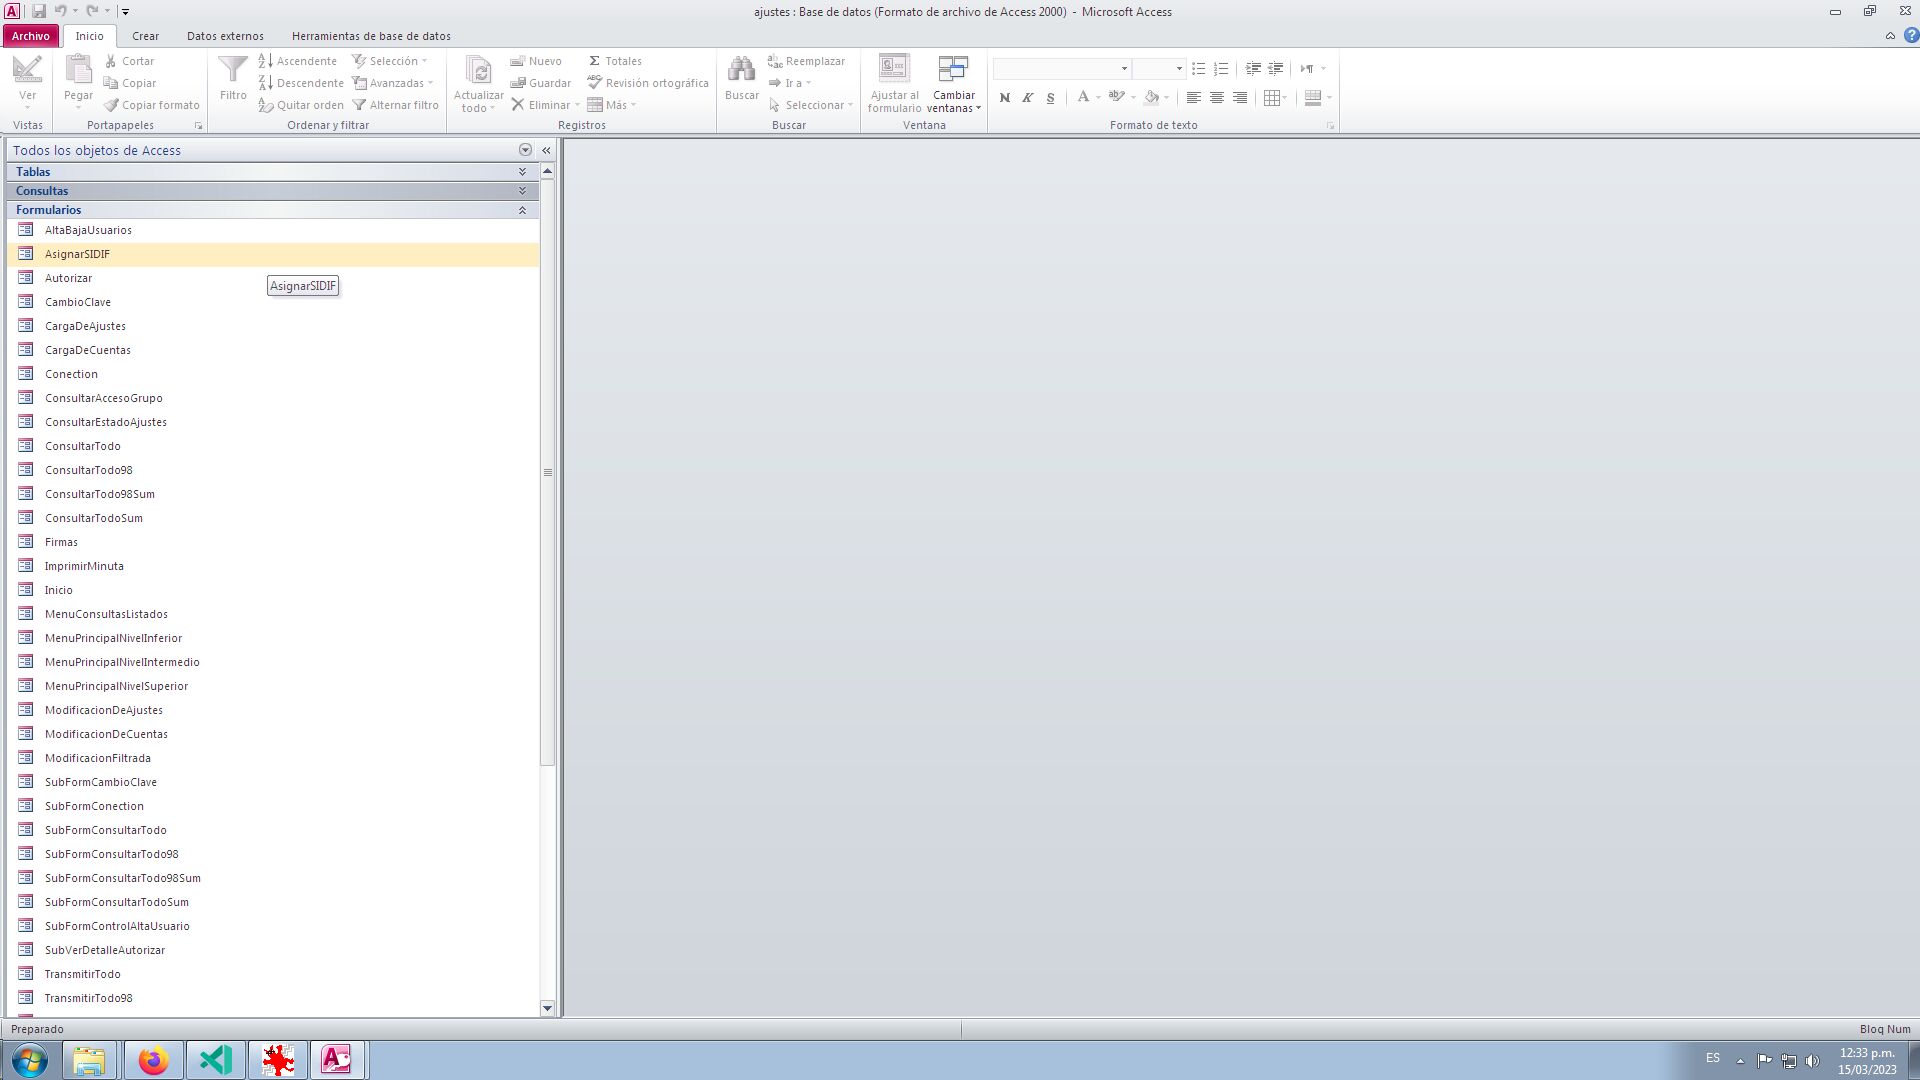 ajustes : Base de datos (Formato de archivo de Access 2000) - Microsoft Access
Archivo
Inicio
Crear
Datos externos
Herramientas de base de datos
Ver
Vistas
Pegar
Cortar
Copiar
Copiar formato
Portapapeles
Filtro
Ascendente
Descendente
Quitar orden
Selección
Avanzadas
Alternar filtro
Ordenar y filtrar
Actualizar
todo
Nuevo
Guardar
Eliminar
Totales
Revisión ortográfica
Más
Registros
Buscar
Reemplazar
Ir a
Seleccionar
Buscar
Ajustar al
formulario
Cambiar
ventanas
Ventana
N K S
Formato de texto
Todos los objetos de Access
Tablas
Consultas
Formularios
AltaBajaUsuarios
AsignarSIDIF
Autorizar
AsignarSIDIF
CambioClave
CargaDeAjustes
CargaDeCuentas
Conection
ConsultarAccesoGrupo
ConsultarEstadoAjustes
ConsultarTodo
ConsultarTodo98
ConsultarTodo98Sum
ConsultarTodoSum
Firmas
ImprimirMinuta
Inicio
MenuConsultasListados
MenuPrincipalNivelInferior
MenuPrincipalNivelIntermedio
MenuPrincipalNivelSuperior
ModificacionDeAjustes
ModificacionDeCuentas
ModificacionFiltrada
SubFormCambioClave
SubFormConection
SubFormConsultarTodo
SubFormConsultarTodo98
SubFormConsultarTodo98Sum
SubFormConsultarTodoSum
SubFormControlAltaUsuario
SubVerDetalleAutorizar
TransmitirTodo
TransmitirTodo98
Preparado
Bloq Num
ES
12:33 p.m.
15/03/2023